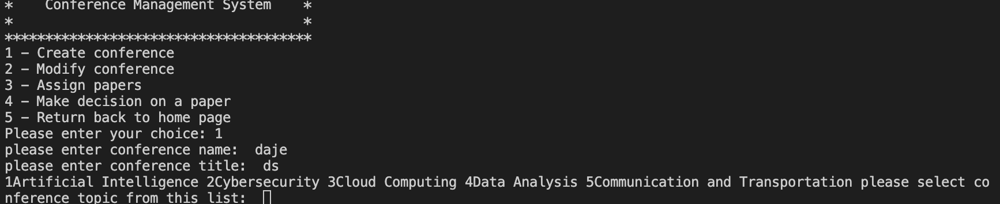 *    Conference Management System    *
*                                    *
**************************************
1 – Create conference
2 – Modify conference
3 – Assign papers
4 – Make decision on a paper
5 – Return back to home page
Please enter your choice: 1
please enter conference name:  daje
please enter conference title:  ds
1Artificial Intelligence 2Cybersecurity 3Cloud Computing 4Data Analysis 5Communication and Transportation please select co
nference topic from this list: